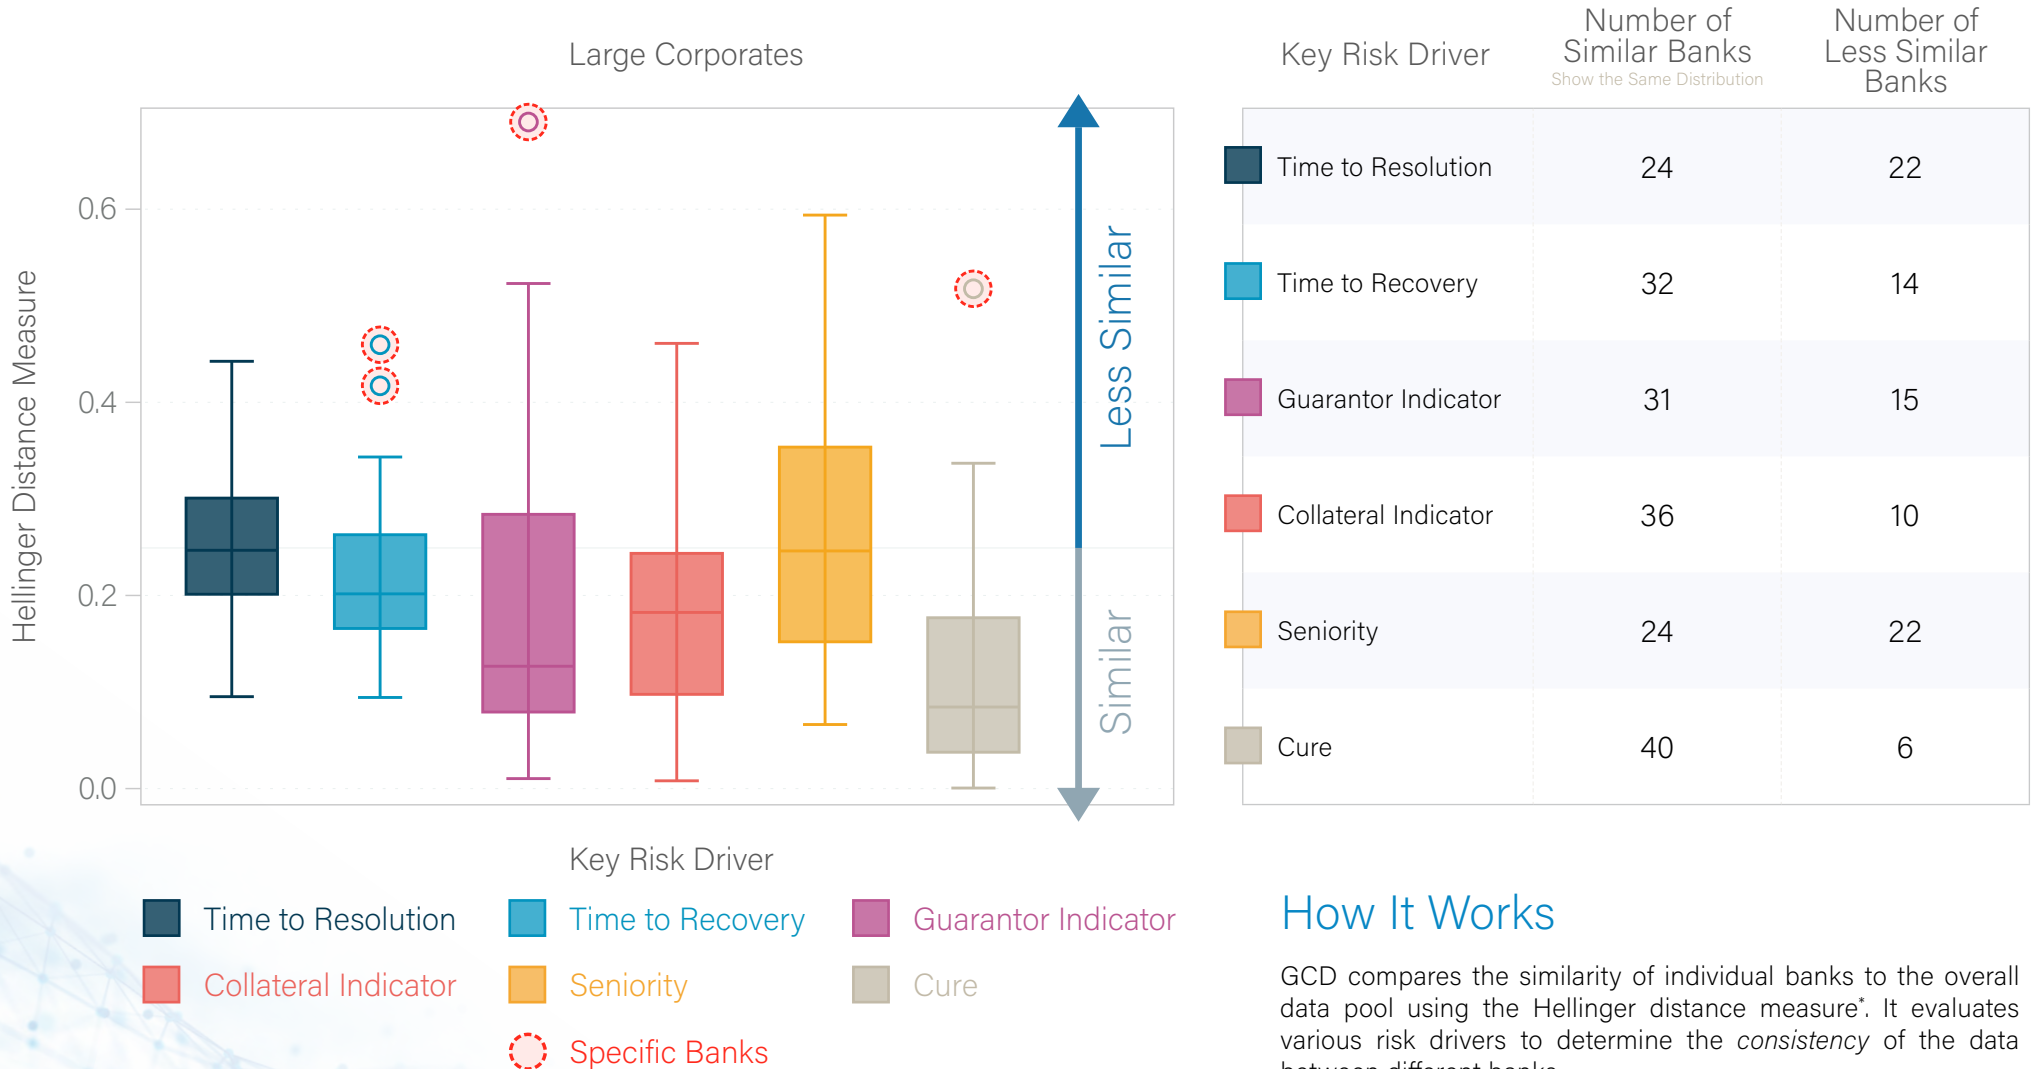 Large Corporates
Hellinger Distance Measure
0.6
0.4
0.2
0.0
Less Similar
Similar
Key Risk Driver
Time to Resolution
Time to Recovery
Guarantor Indicator
Collateral Indicator
Seniority
Cure
Specific Banks
Key Risk Driver
Number of
Similar Banks
Show the Same Distribution
Number of
Less Similar
Banks
Time to Resolution 24 22
Time to Recovery 32 14
Guarantor Indicator 31 15
Collateral Indicator 36 10
Seniority 24 22
Cure 40 6
How It Works
GCD compares the similarity of individual banks to the overall
data pool using the Hellinger distance measure*. It evaluates
various risk drivers to determine the consistency of the data
between different banks.